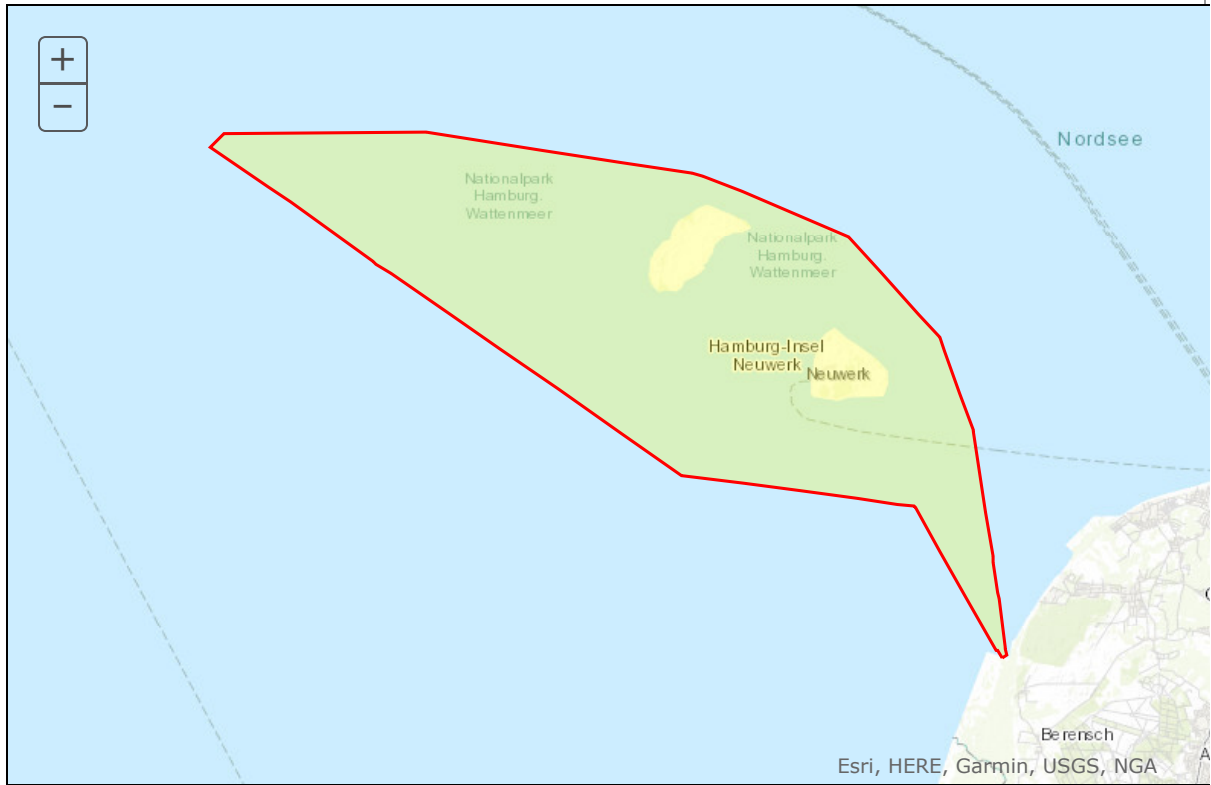 +
−
Nordsee
Nationalpark
Hamburg.
Wattenmeer
Nationalpark
Hamburg.
Wattenmeer
Hamburg-Insel
Neuwerk
Neuwerk
Berensch
Esri, HERE, Garmin, USGS, NGA